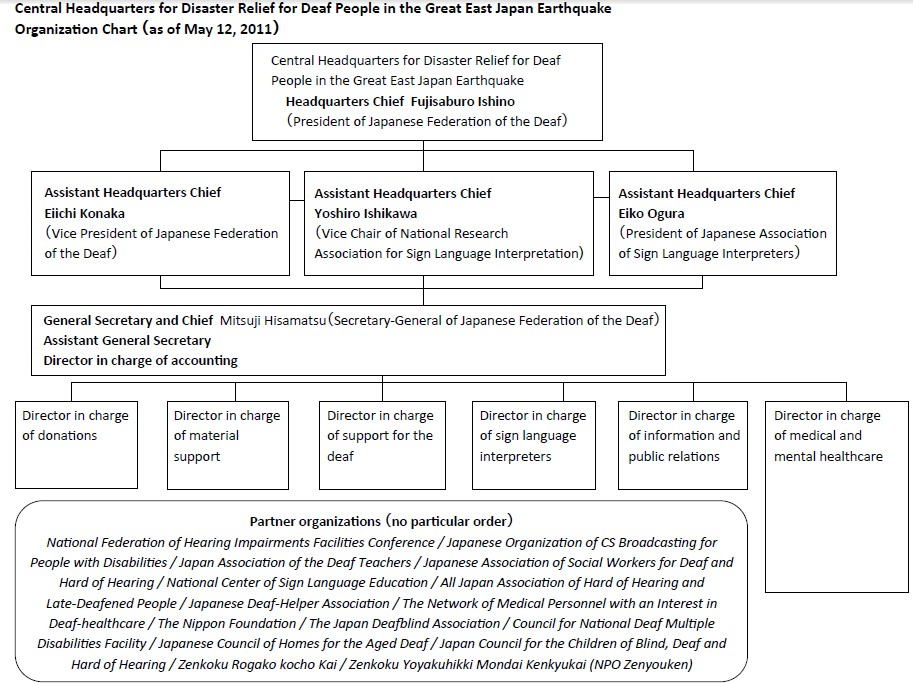 Central Headquarters for Disaster Relief for Deaf People in the Great East Japan Earthquake
Organization Chart (as of May 12, 2011)
Central Headquarters for Disaster Relief for Deaf
People in the Great East Japan Earthquake
Headquarters Chief Fujisaburo Ishino
(President of Japanese Federation of the Deaf)
Assistant Headquarters Chief
Eiichi Konaka
(Vice President of Japanese Federation
of the Deaf)
Assistant Headquarters Chief
Yoshiro Ishikawa
(Vice Chair of National Research
Association for Sign Language Interpretation)
Assistant Headquarters Chief
Eiko Ogura
(President of Japanese Association
of Sign Language Interpreters)
General Secretary and Chief Mitsuji Hisamatsu(Secretary-General of Japanese Federation of the Deaf)
Assistant General Secretary
Director in charge of accounting
Director in charge
of donations
Director in charge
of material
support
Director in charge
of support for the
deaf
Director in charge
of sign language
interpreters
Director in charge
of information and
public relations
Director in charge
of medical and
mental healthcare
Partner organizations (no particular order)
National Federation of Hearing Impairments Facilities Conference / Japanese Organization of CS Broadcasting for
People with Disabilities / Japan Association of the Deaf Teachers / Japanese Association of Social Workers for Deaf and
Hard of Hearing / National Center of Sign Language Education / All Japan Association of Hard of Hearing and
Late-Deafened People / Japanese Deaf-Helper Association / The Network of Medical Personnel with an Interest in
Deaf-healthcare / The Nippon Foundation / The Japan Deafblind Association / Council for National Deaf Multiple
Disabilities Facility / Japanese Council of Homes for the Aged Deaf / Japan Council for the Children of Blind, Deaf and
Hard of Hearing / Zenkoku Rogako kocho Kai / Zenkoku Yoyakuhikki Mondai Kenkyukai (NPO Zenyouken)